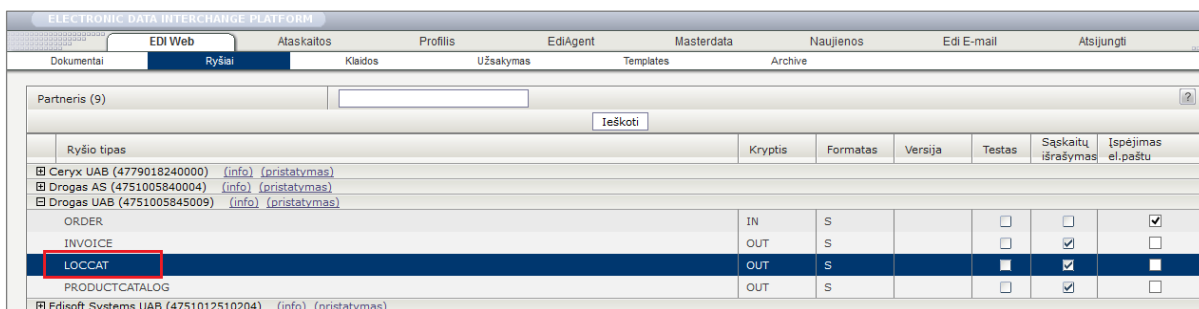 ELECTRONIC DATA INTERCHANGE PLATFORM
EDI Web Ataskaitos Profilis EdiAgent Masterdata Naujienos Edi E-mail Atsijungti
Dokumentai Ryšiai Klaidos Užsakymas Templates Archive
Partneris (9) ?
Ieškoti
Ryšio tipas Kryptis Formatas Versija Testas Sąskaitų išrašymas Įspėjimas el.paštu
Ceryx UAB (4779018240000) (info) (pristatymas)
Drogas AS (4751005840004) (info) (pristatymas)
Drogas UAB (4751005845009) (info) (pristatymas)
ORDER IN S
INVOICE OUT S
LOCCAT OUT S
PRODUCTCATALOG OUT S
Edisoft Systems UAB (4751012510204) (info) (pristatymas)